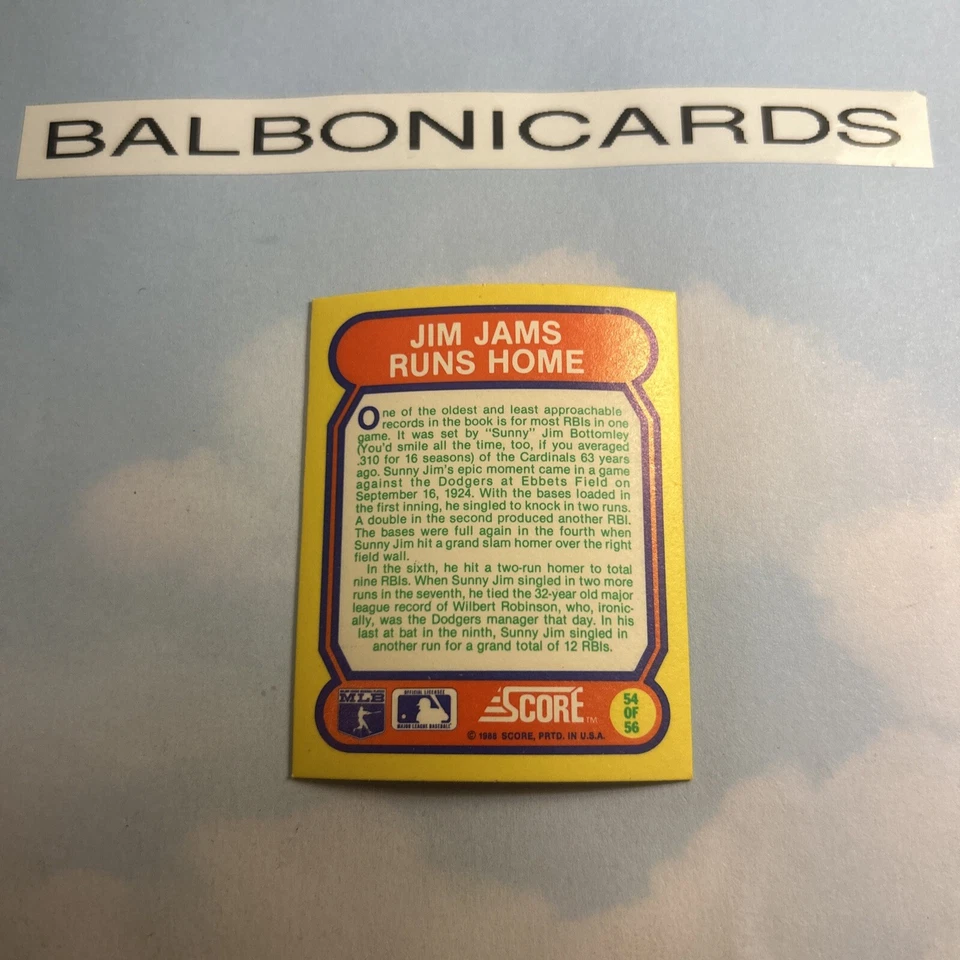 BALBONICARDS
JIM JAMS
RUNS HOME
One of the oldest and least approachable
records in the book is for most RBIs in one
game. It was set by "Sunny" Jim Bottomley
(You'd smile all the time, too, if you averaged
.310 for 16 seasons) of the Cardinals 63 years
ago. Sunny Jim's epic moment came in a game
against the Dodgers at Ebbets Field on
September 16, 1924. With the bases loaded in
the first inning, he singled to knock in two runs.
A double in the second produced another RBI.
The bases were full again in the fourth when
Sunny Jim hit a grand slam homer over the right
field wall.
In the sixth, he hit a two-run homer to total
nine RBIs. When Sunny Jim singled in two more
runs in the seventh, he tied the 32-year old major
league record of Wilbert Robinson, who, ironic-
ally, was the Dodgers manager that day. In his
last at bat in the ninth, Sunny Jim singled in
another run for a grand total of 12 RBIs.
MLB
OFFICIAL LICENSEE
MAJOR LEAGUE BASEBALL
SCORE TM
© 1988 SCORE, PRTD. IN U.S.A.
54
OF
56